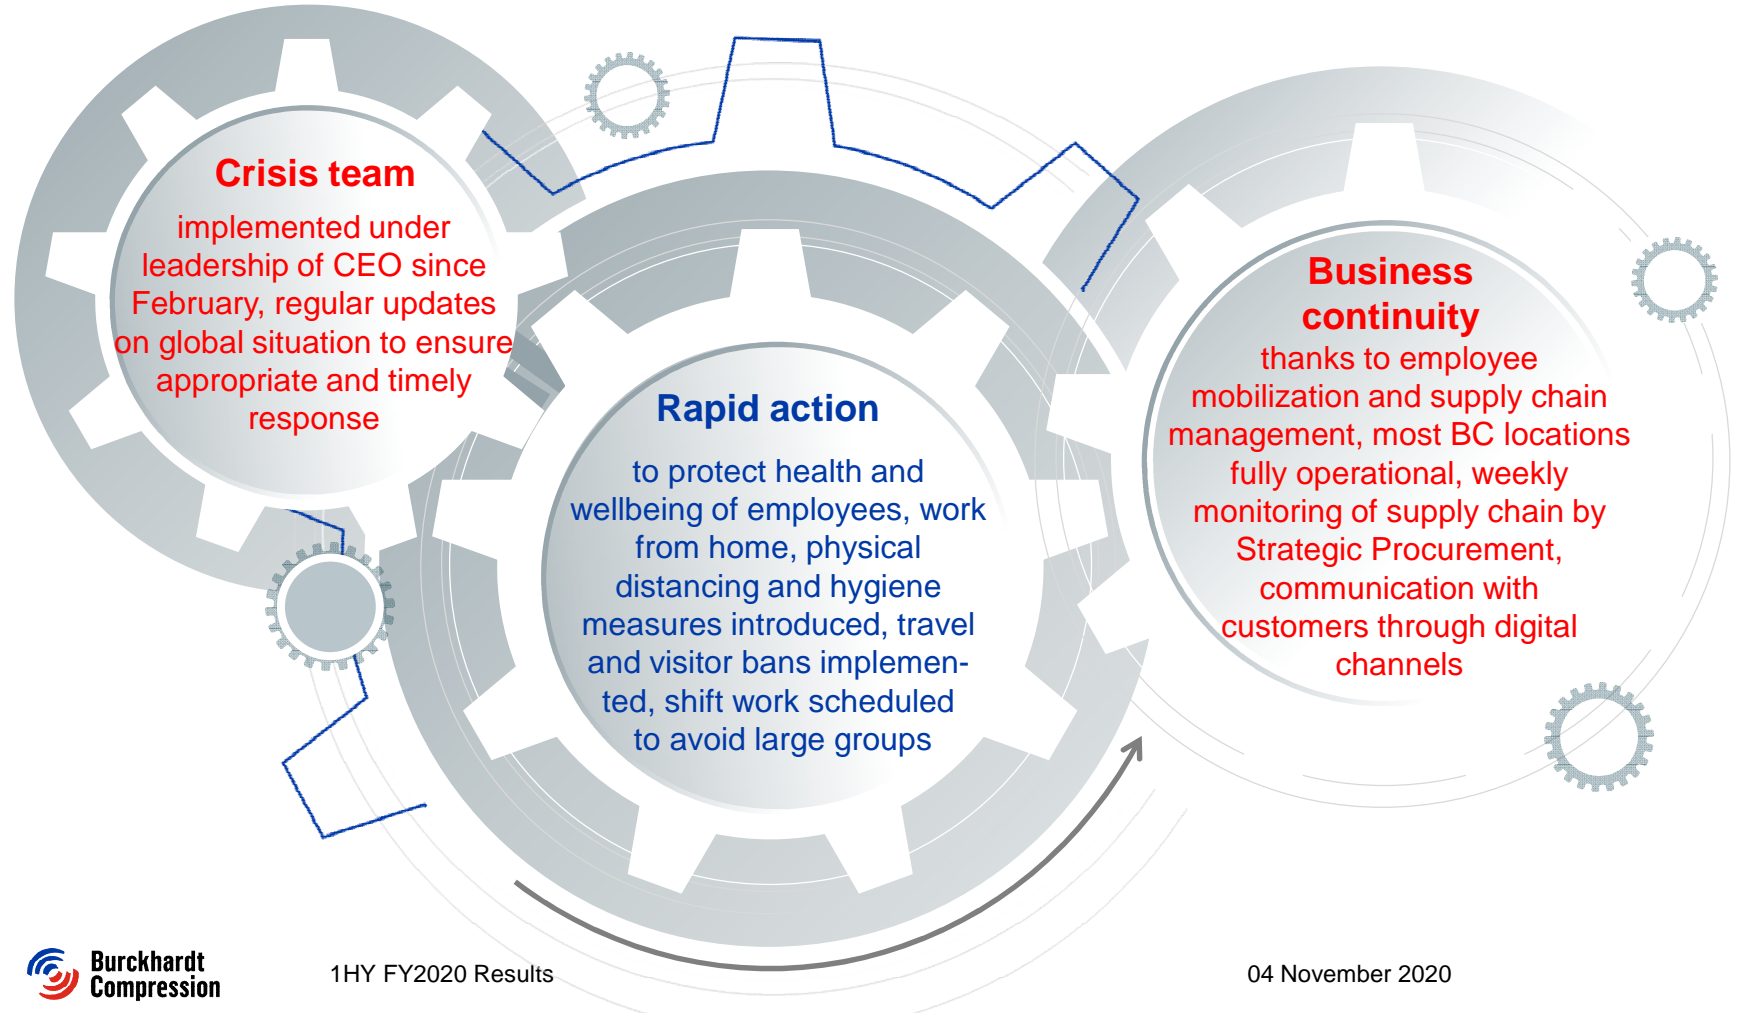 Crisis team
implemented under
leadership of CEO since
February, regular updates
on global situation to ensure
appropriate and timely
response
Rapid action
to protect health and
wellbeing of employees, work
from home, physical
distancing and hygiene
measures introduced, travel
and visitor bans implemen-
ted, shift work scheduled
to avoid large groups
Business
continuity
thanks to employee
mobilization and supply chain
management, most BC locations
fully operational, weekly
monitoring of supply chain by
Strategic Procurement,
communication with
customers through digital
channels
Burckhardt
Compression
1HY FY2020 Results
04 November 2020